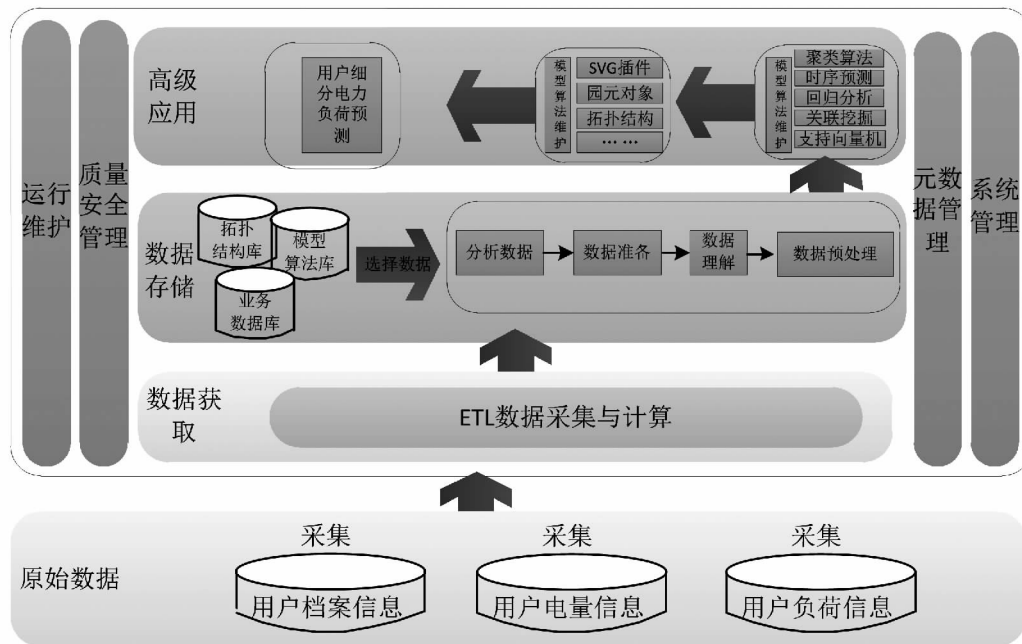 运行
维护
质量
安全
管理
高级
应用
用户细
分电力
负荷预
测
模型算法维护
SVG插件
园元对象
拓扑结构
… …
模型算法维护
聚类算法
时序预测
回归分析
关联挖掘
支持向量机
元数
据管
理
系统
管理
数据
存储
拓扑
结构库
模型
算法库
业务
数据库
选择数据
分析数据
数据准备
数据
理解
数据预处理
数据获
取
ETL数据采集与计算
原始数据
采集
用户档案信息
采集
用户电量信息
采集
用户负荷信息